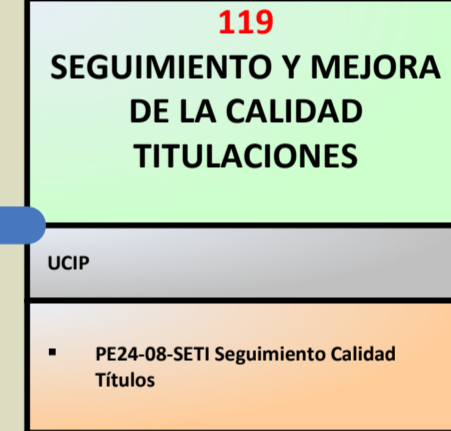 119
SEGUIMIENTO Y MEJORA
DE LA CALIDAD
TITULACIONES
UCIP
▪ PE24-08-SETI Seguimiento Calidad
Títulos